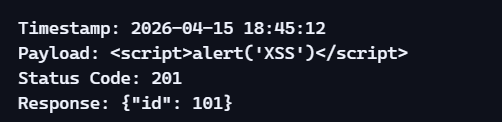 Timestamp: 2026-04-15 18:45:12
Payload: <script>alert('XSS')</script>
Status Code: 201
Response: {"id": 101}